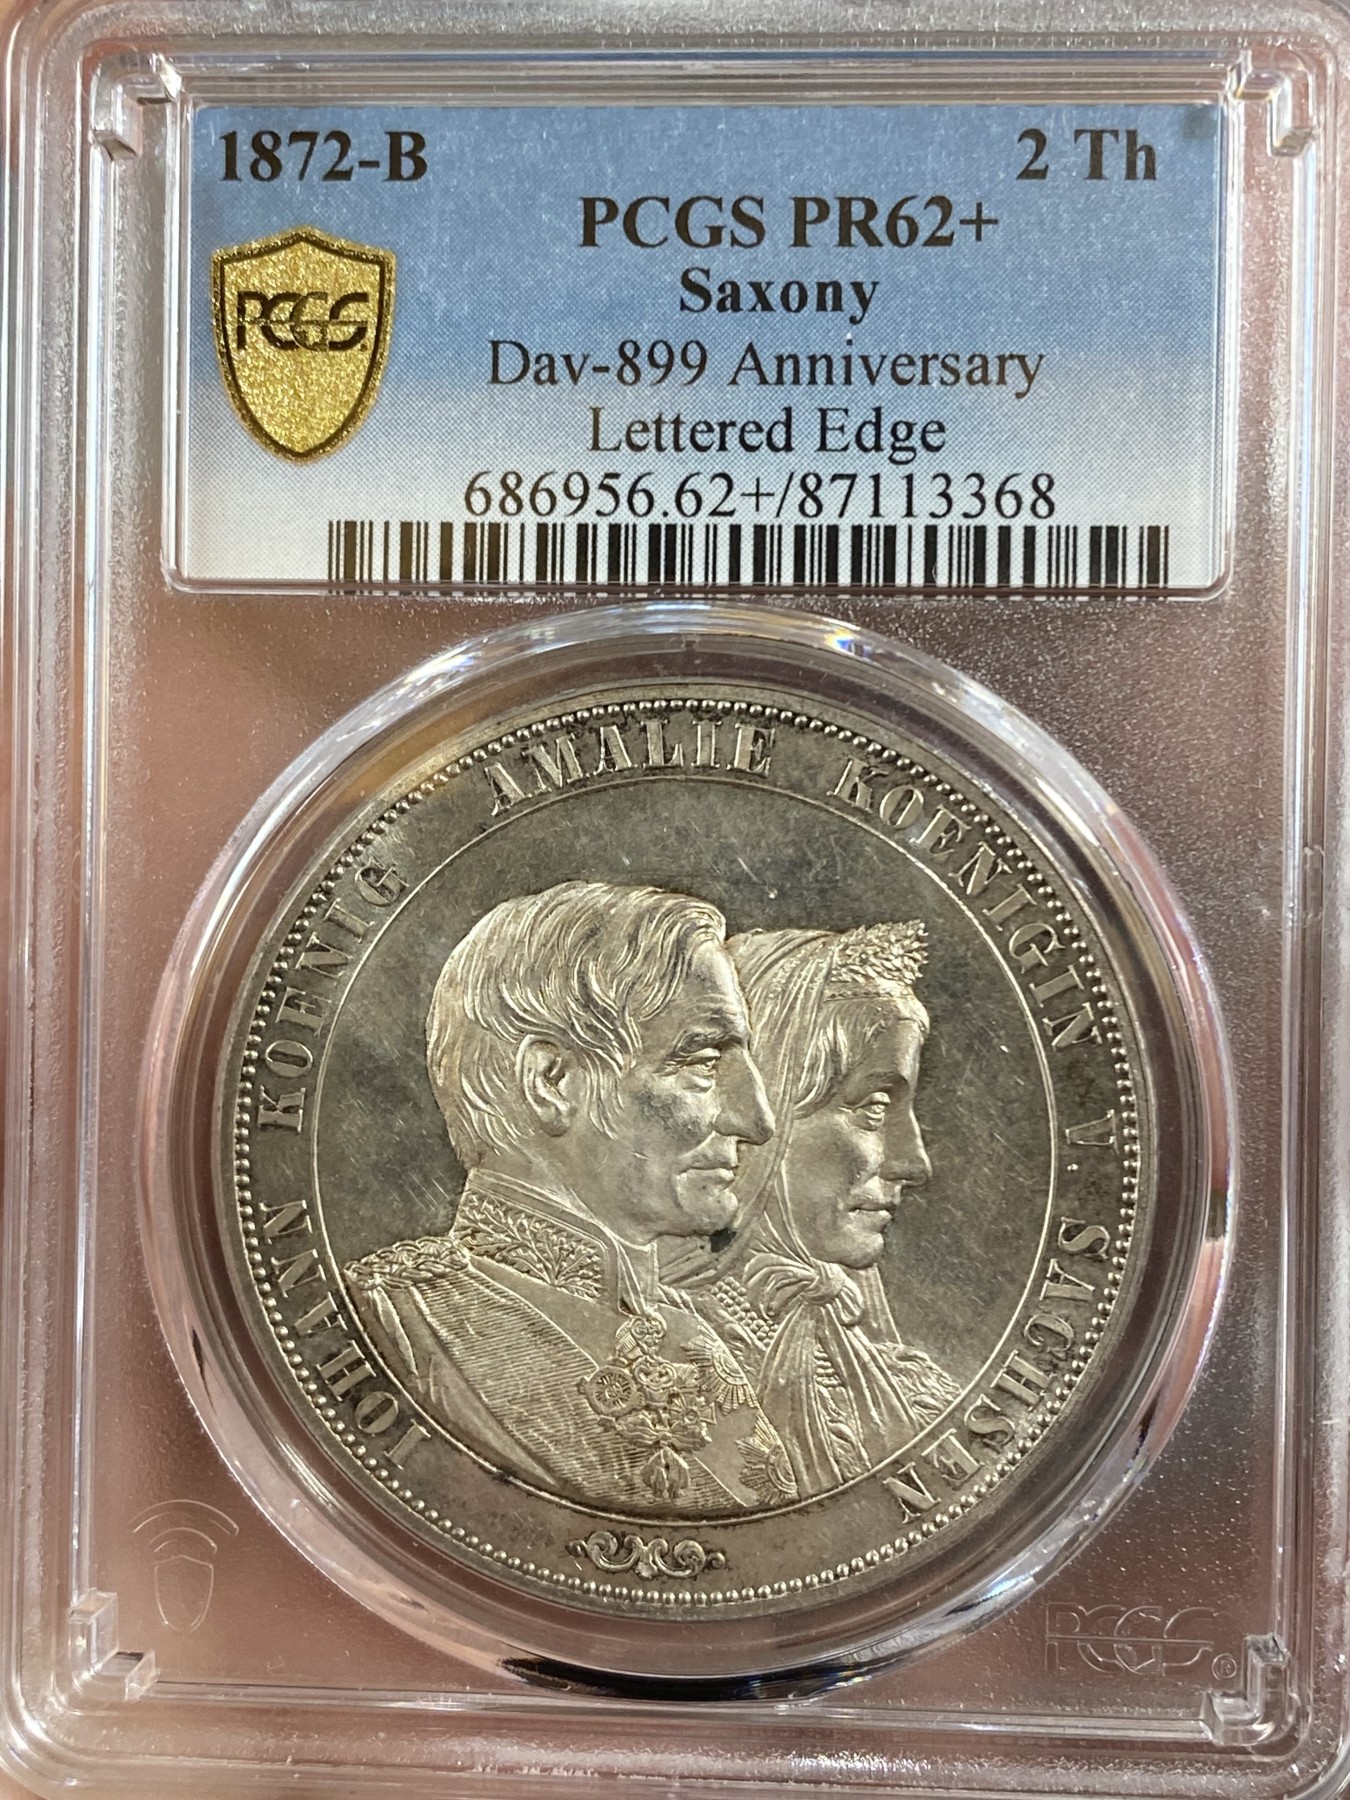 1872-B 2 Th
PCGS PR62+
Saxony
PCGS
Dav-899 Anniversary
Lettered Edge
686956.62+/87113368
IOHANN KOENIG AMALIE KOENIGIN V. SACHSEN
PCGS®